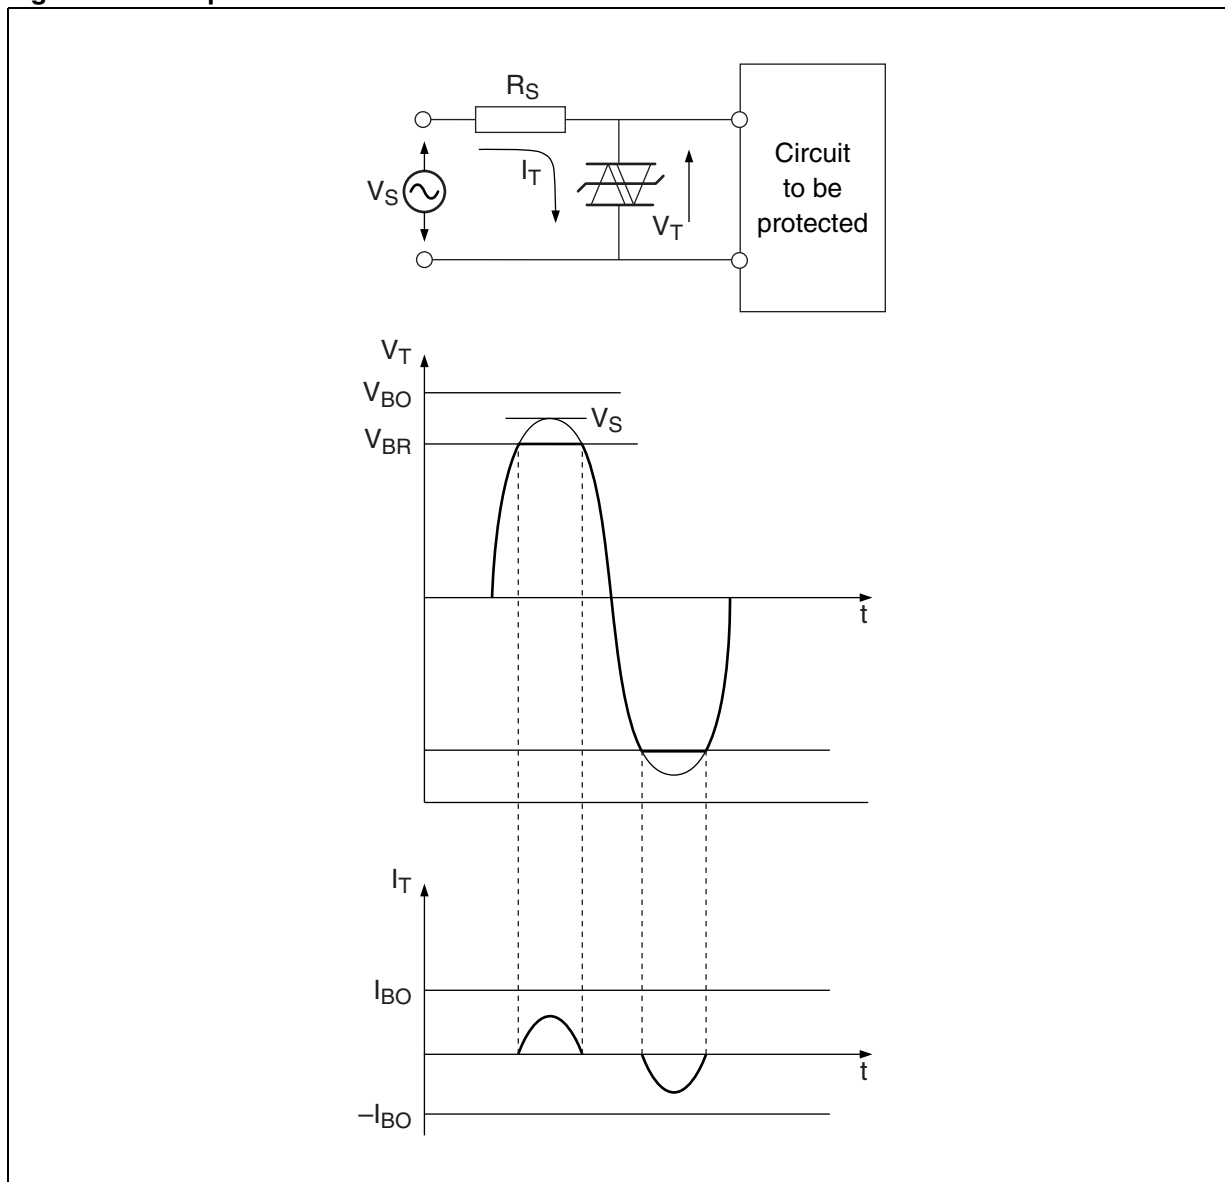 R_S
I_T
V_S
V_T
Circuit
to be
protected
V_T
V_BO
V_S
V_BR
t
I_T
I_BO
t
–I_BO